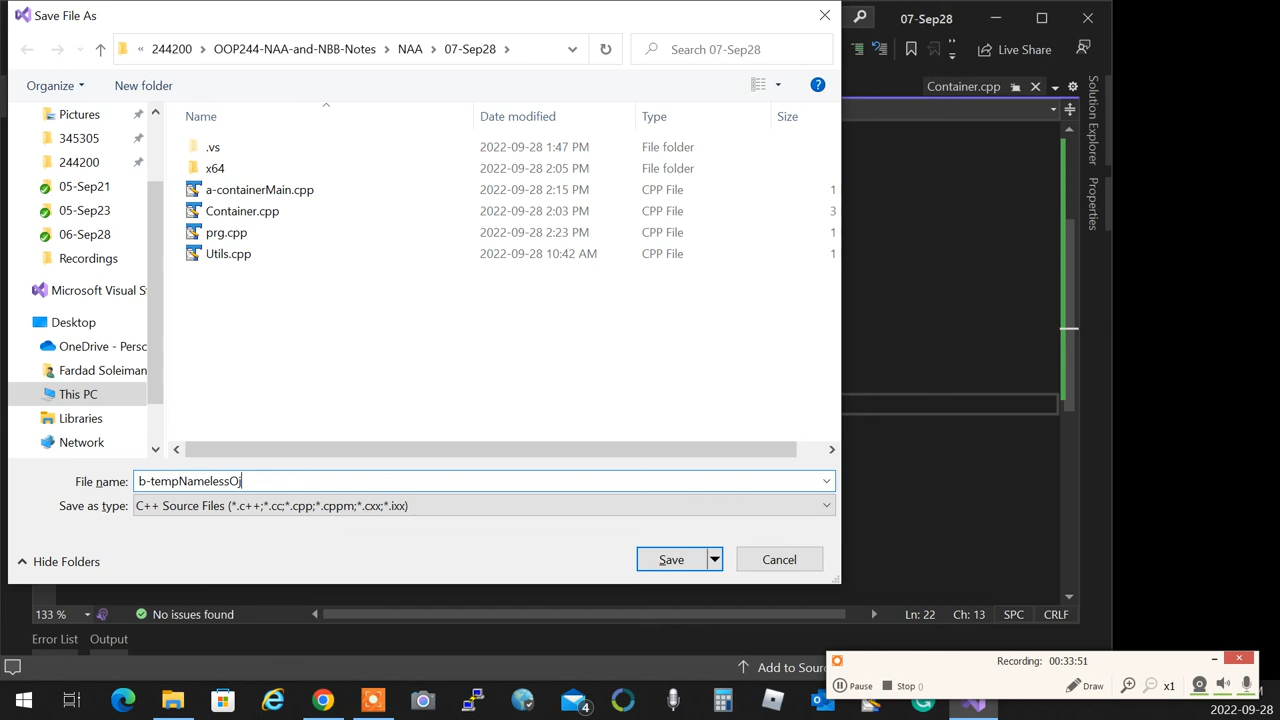 Save File As
07-Sep28
« 244200 > OOP244-NAA-and-NBB-Notes > NAA > 07-Sep28 >
Search 07-Sep28
Live Share
Organize
New folder
Container.cpp
Name
Date modified
Type
Size
Pictures
345305
244200
05-Sep21
05-Sep23
06-Sep28
Recordings
Microsoft Visual S
Desktop
OneDrive - Perso
Fardad Soleiman
This PC
Libraries
Network
.vs 2022-09-28 1:47 PM File folder
x64 2022-09-28 2:05 PM File folder
a-containerMain.cpp 2022-09-28 2:15 PM CPP File 1
Container.cpp 2022-09-28 2:03 PM CPP File 3
prg.cpp 2022-09-28 2:23 PM CPP File 1
Utils.cpp 2022-09-28 10:42 AM CPP File 1
Solution Explorer
Properties
File name: b-tempNamelessOj
Save as type: C++ Source Files (*.c++;*.cc;*.cpp;*.cppm;*.cxx;*.ixx)
Hide Folders
Save
Cancel
133 %
No issues found
Ln: 22 Ch: 13 SPC CRLF
Error List Output
Add to Sourc
Recording: 00:33:51
Pause
Stop ()
Draw
x1
4
2022-09-28